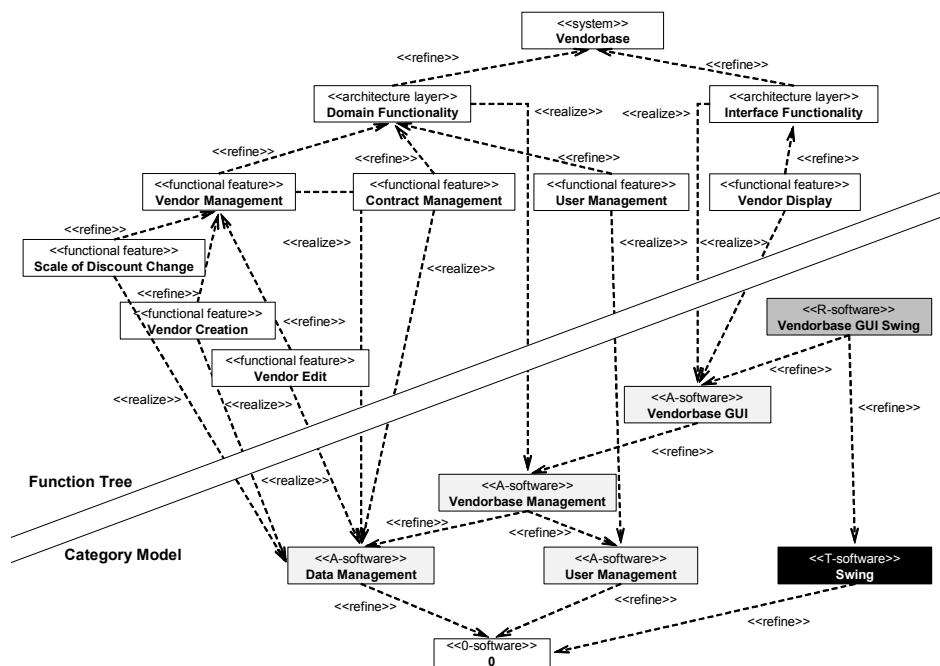 <<system>>
Vendorbase
<<refine>>
<<refine>>
<<architecture layer>>
Domain Functionality
<<architecture layer>>
Interface Functionality
<<realize>>
<<realize>>
<<refine>>
<<refine>>
<<refine>>
<<refine>>
<<functional feature>>
Vendor Management
<<functional feature>>
Contract Management
<<functional feature>>
User Management
<<functional feature>>
Vendor Display
<<refine>>
<<realize>>
<<functional feature>>
Scale of Discount Change
<<realize>>
<<refine>>
<<functional feature>>
Vendor Creation
<<refine>>
<<R-software>>
Vendorbase GUI Swing
<<functional feature>>
Vendor Edit
<<refine>>
<<realize>>
<<A-software>>
Vendorbase GUI
<<refine>>
<<realize>>
<<refine>>
Function Tree
<<realize>>
<<A-software>>
Vendorbase Management
<<refine>>
<<refine>>
Category Model
<<A-software>>
Data Management
<<A-software>>
User Management
<<T-software>>
Swing
<<refine>>
<<refine>>
<<refine>>
<<0-software>>
0